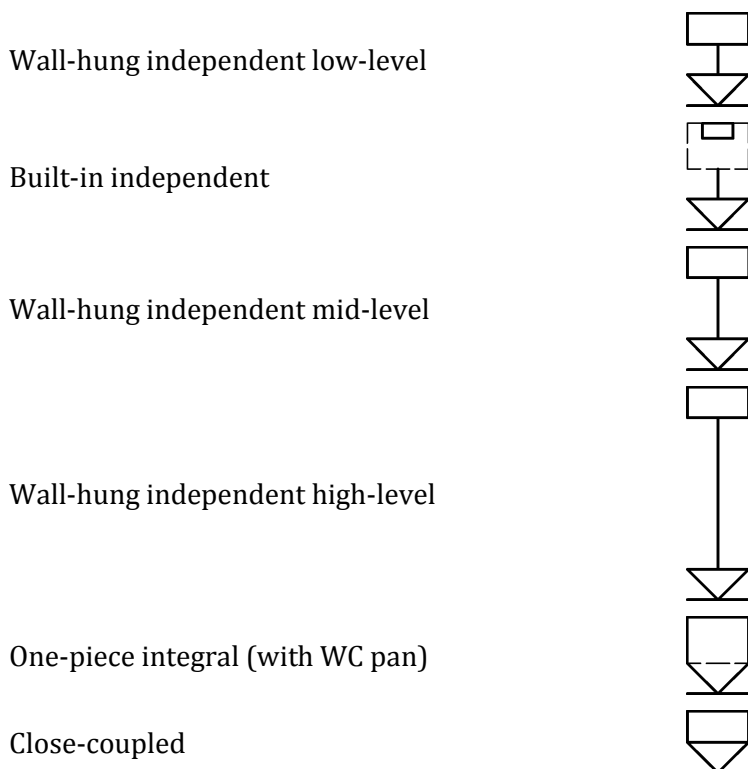 Wall-hung independent low-level
Built-in independent
Wall-hung independent mid-level
Wall-hung independent high-level
One-piece integral (with WC pan)
Close-coupled